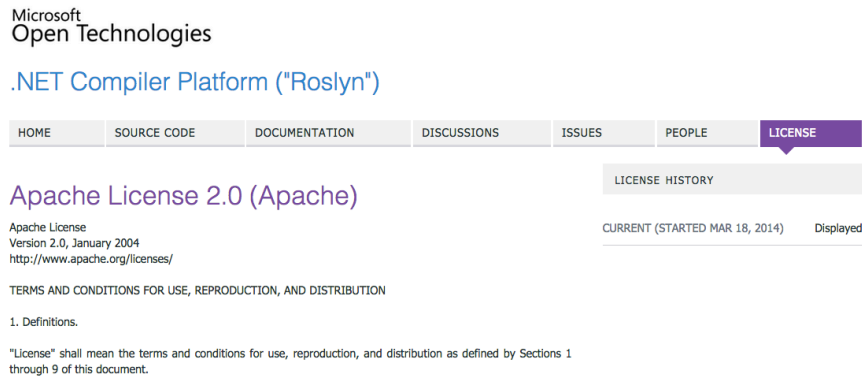 Microsoft
Open Technologies
.NET Compiler Platform ("Roslyn")
HOME SOURCE CODE DOCUMENTATION DISCUSSIONS ISSUES PEOPLE LICENSE
Apache License 2.0 (Apache)
Apache License
Version 2.0, January 2004
http://www.apache.org/licenses/
TERMS AND CONDITIONS FOR USE, REPRODUCTION, AND DISTRIBUTION
1. Definitions.
"License" shall mean the terms and conditions for use, reproduction, and distribution as defined by Sections 1
through 9 of this document.
LICENSE HISTORY
CURRENT (STARTED MAR 18, 2014) Displayed